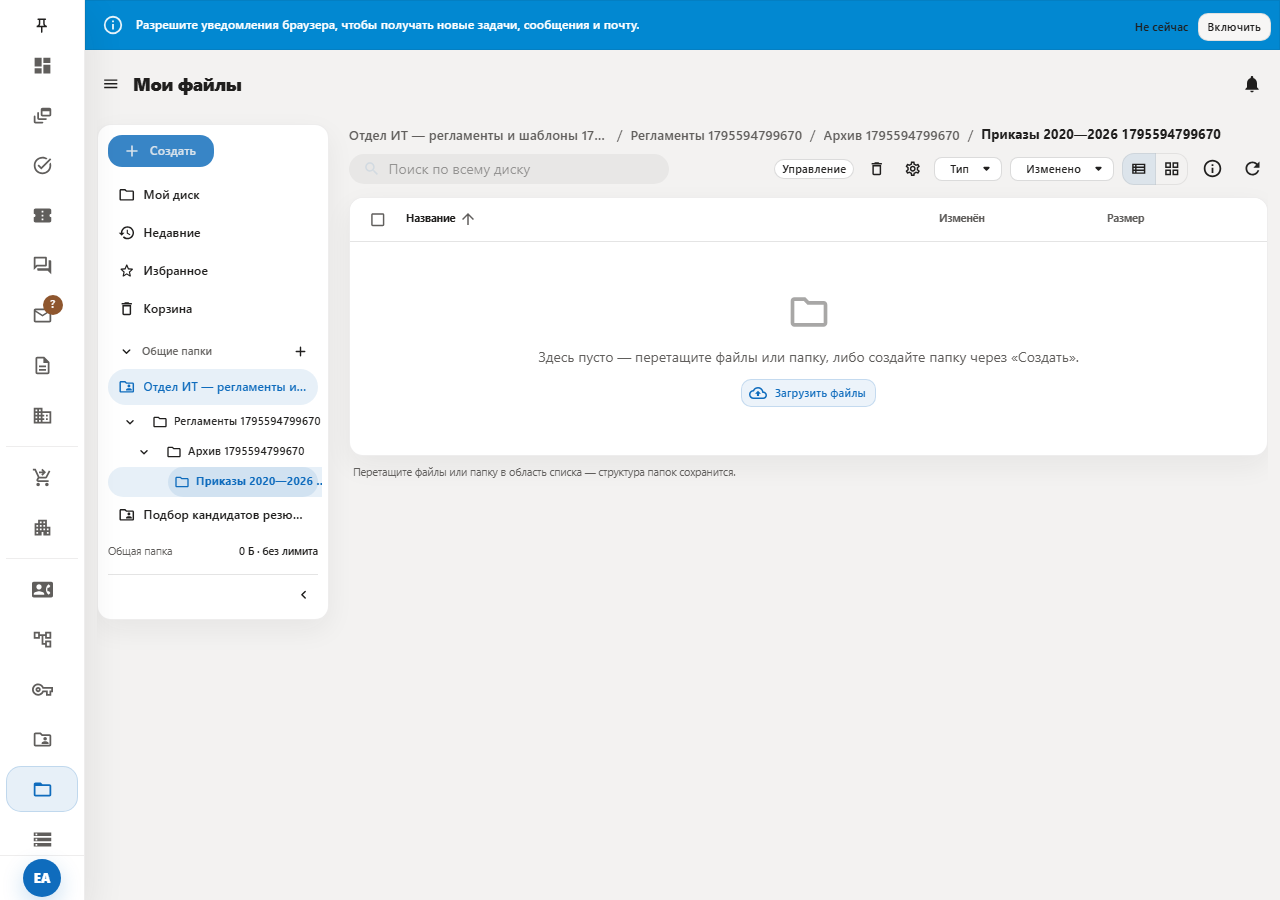 Разрешите уведомления браузера, чтобы получать новые задачи, сообщения и почту.
Не сейчас
Включить
Мои файлы
?
Создать
Мой диск
Недавние
Избранное
Корзина
Общие папки
Отдел ИТ — регламенты и...
Регламенты 1795594799670
Архив 1795594799670
Приказы 2020—2026 ..
Подбор кандидатов резю...
Общая папка
0 Б · без лимита
EA
Отдел ИТ — регламенты и шаблоны 17... / Регламенты 1795594799670 / Архив 1795594799670 / Приказы 2020—2026 1795594799670
Поиск по всему диску
Управление
Тип
Изменено
Название
Изменён
Размер
Здесь пусто — перетащите файлы или папку, либо создайте папку через «Создать».
Загрузить файлы
Перетащите файлы или папку в область списка — структура папок сохранится.